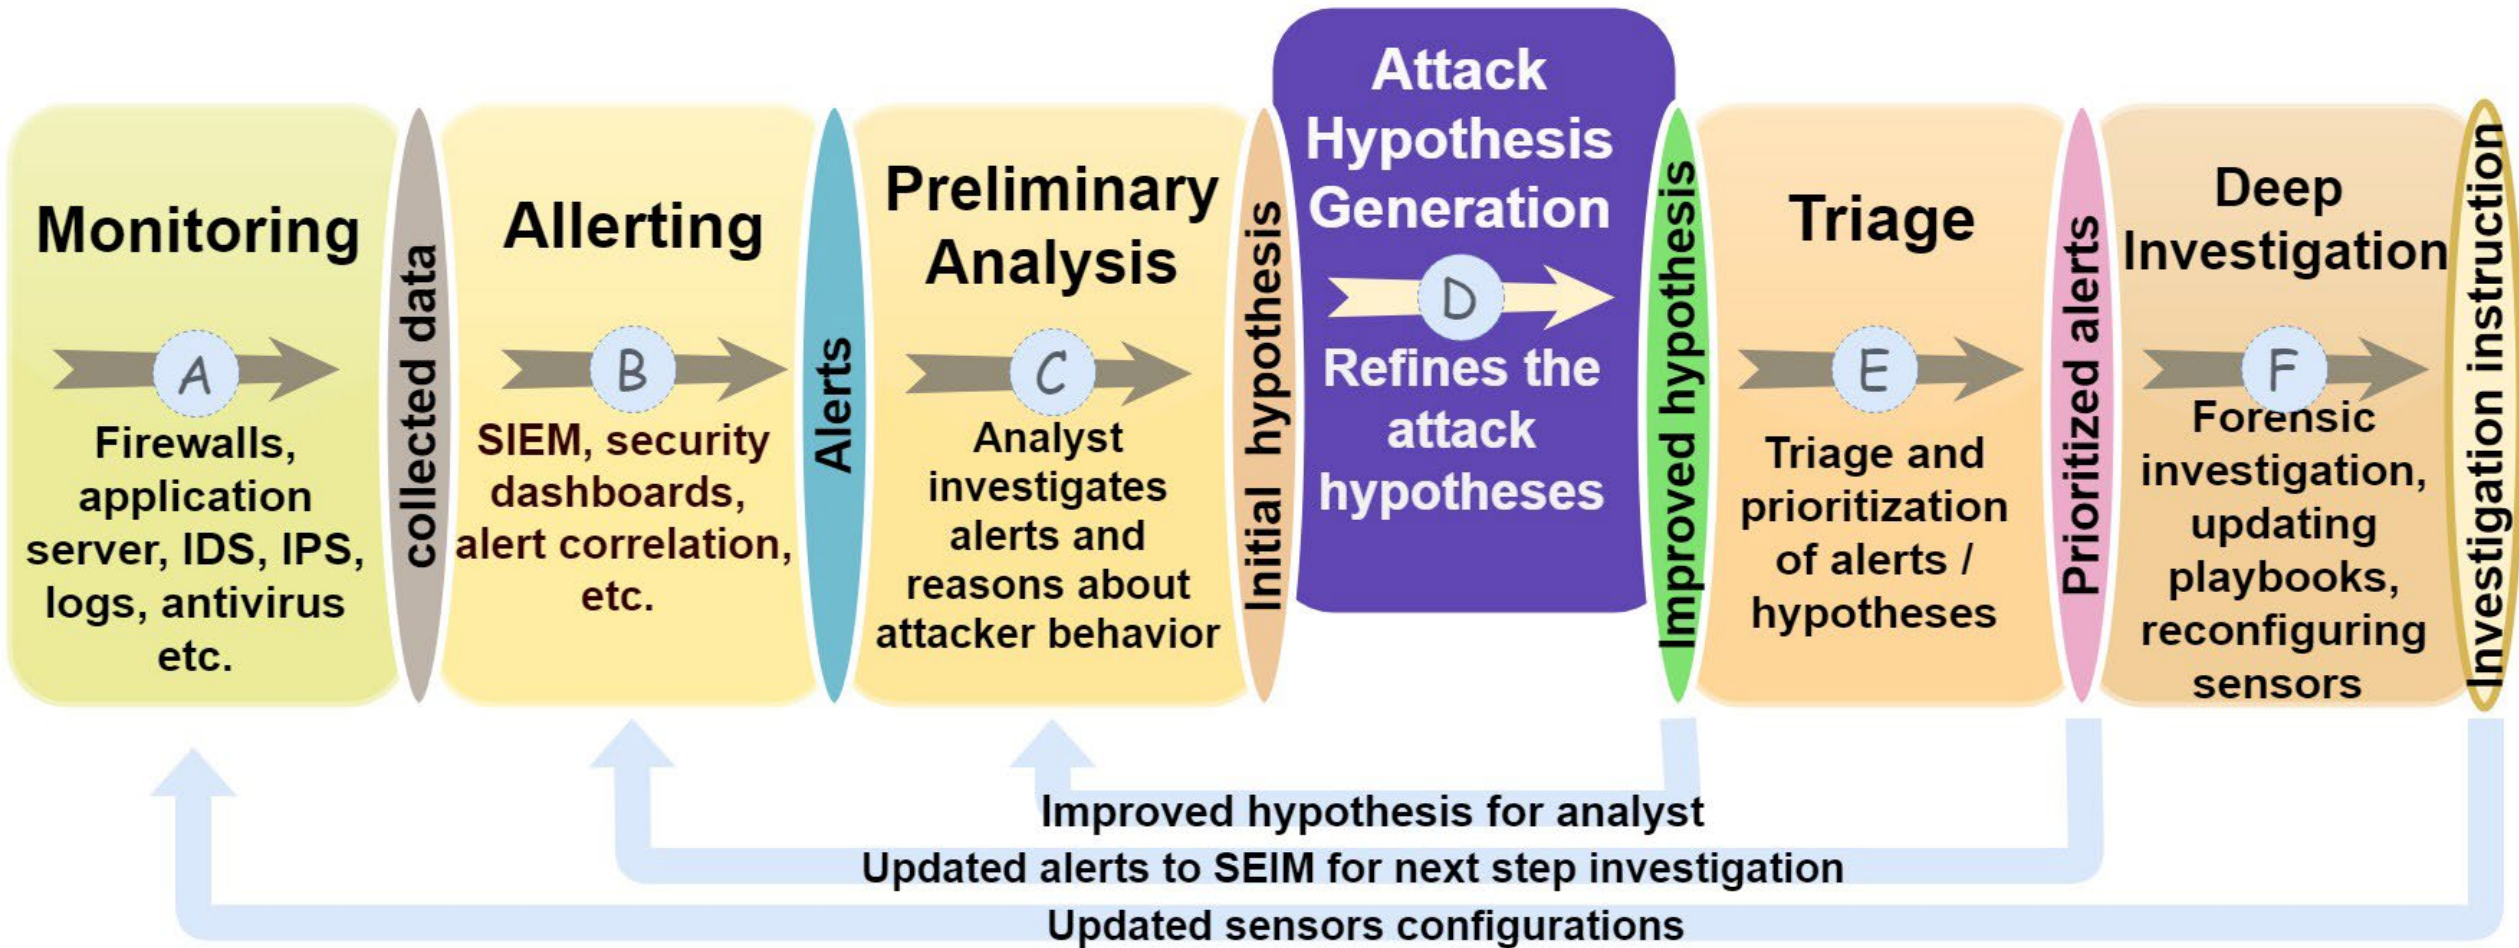 Monitoring
A
Firewalls,
application
server, IDS, IPS,
logs, antivirus
etc.
collected data
Allerting
B
SIEM, security
dashboards,
alert correlation,
etc.
Alerts
Preliminary
Analysis
C
Analyst
investigates
alerts and
reasons about
attacker behavior
Initial hypothesis
Attack
Hypothesis
Generation
D
Refines the
attack
hypotheses
Improved hypothesis
Triage
E
Triage and
prioritization
of alerts /
hypotheses
Prioritized alerts
Deep
Investigation
F
Forensic
investigation,
updating
playbooks,
reconfiguring
sensors
Investigation instruction
Improved hypothesis for analyst
Updated alerts to SEIM for next step investigation
Updated sensors configurations